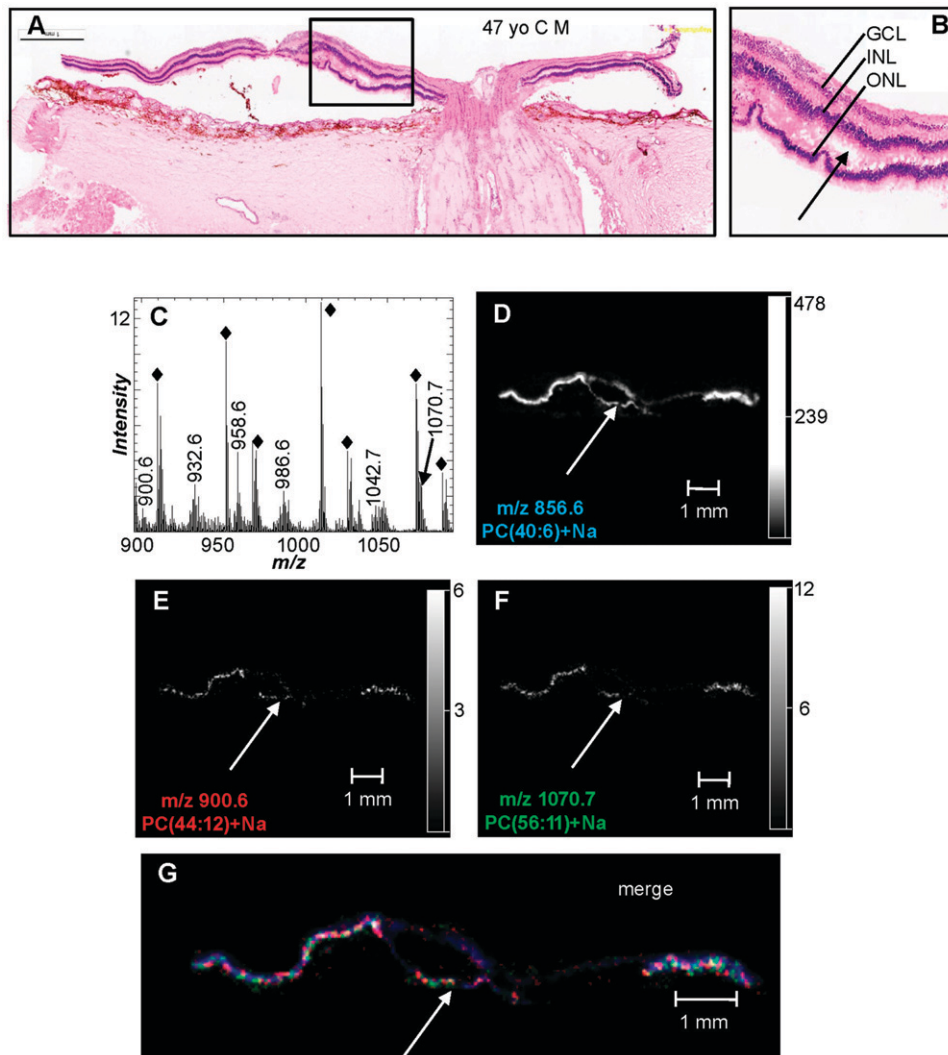 A
47 yo C M
B
GCL
INL
ONL
C
12
Intensity
900.6
932.6
958.6
986.6
1042.7
1070.7
900
950
1000
1050
m/z
D
478
239
m/z 856.6
PC(40:6)+Na
1 mm
E
6
3
m/z 900.6
PC(44:12)+Na
1 mm
F
12
6
m/z 1070.7
PC(56:11)+Na
1 mm
G
merge
1 mm